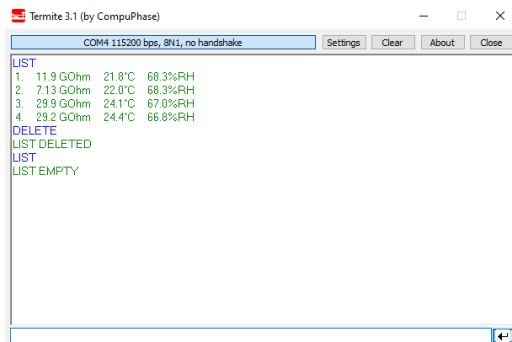 Termite 3.1 (by CompuPhase)
COM4 115200 bps, 8N1, no handshake Settings Clear About Close
LIST
1. 11.9 GOhm 21.8°C 68.3%RH
2. 7.13 GOhm 22.0°C 68.3%RH
3. 29.9 GOhm 24.1°C 67.0%RH
4. 29.2 GOhm 24.4°C 66.8%RH
DELETE
LIST DELETED
LIST
LIST EMPTY